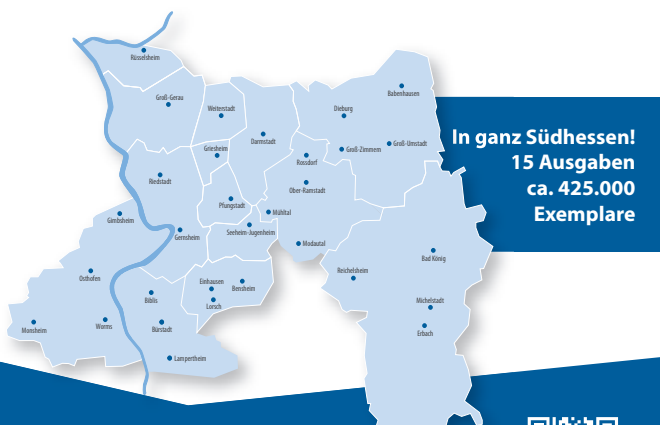 Rüsselsheim
Babenhausen
Groß-Gerau
Weiterstadt
Dieburg
Darmstadt
Groß-Umstadt
Groß-Zimmern
Griesheim
Rossdorf
Riedstadt
Ober-Ramstadt
Pfungstadt
Mühltal
Gimbsheim
Seeheim-Jugenheim
Gernsheim
Modautal
Bad König
Osthofen
Reichelsheim
Einhausen
Bensheim
Biblis
Lorsch
Michelstadt
Monsheim
Worms
Bürstadt
Erbach
Lampertheim
In ganz Südhessen!
15 Ausgaben
ca. 425.000
Exemplare